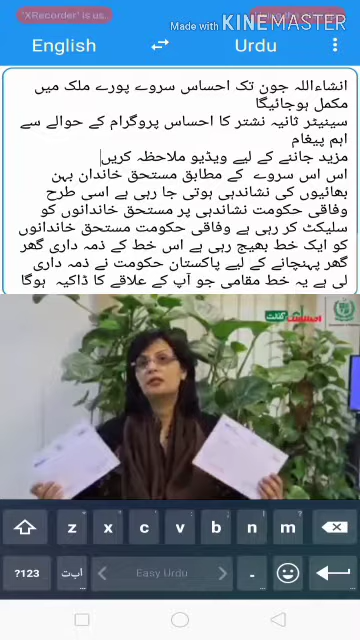 "XRecorder" is us..
Made with KINEMASTER
English
Urdu
انشاءاللہ جون تک احساس سروے پورے ملک میں
مکمل ہوجائیگا
سینیٹر ثانیہ نشتر کا احساس پروگرام کے حوالے سے
اہم پیغام
مزید جاننے کے لیے ویڈیو ملاحظہ کریں
اس اس سروے کے مطابق مستحق خاندان بہن
بھائیوں کی نشاندہی ہوتی جا رہی ہے اسی طرح
وفاقی حکومت نشاندہی پر مستحق خاندانوں کو
سلیکٹ کر رہی ہے وفاقی حکومت مستحق خاندانوں
کو ایک خط بھیج رہی ہے اس خط کے ذمہ داری گھر
گھر پہنچانے کے لیے پاکستان حکومت نے ذمہ داری
لی ہے یہ خط مقامی جو آپ کے علاقے کا ڈاکیہ ہوگا
احساس کفالت
z x c v b n m
?123
ا ب ت
Easy Urdu
-